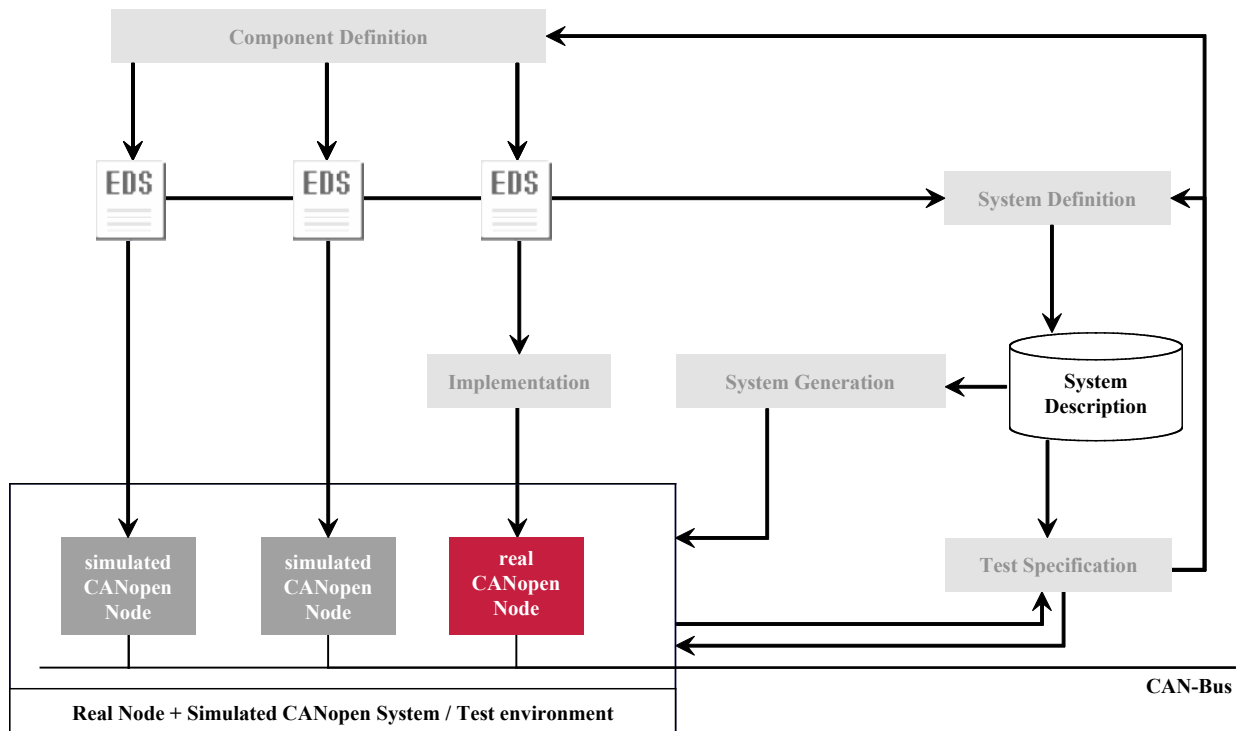 Component Definition
EDS
EDS
EDS
System Definition
Implementation
System Generation
System
Description
simulated
CANopen
Node
simulated
CANopen
Node
real
CANopen
Node
Test Specification
CAN-Bus
Real Node + Simulated CANopen System / Test environment